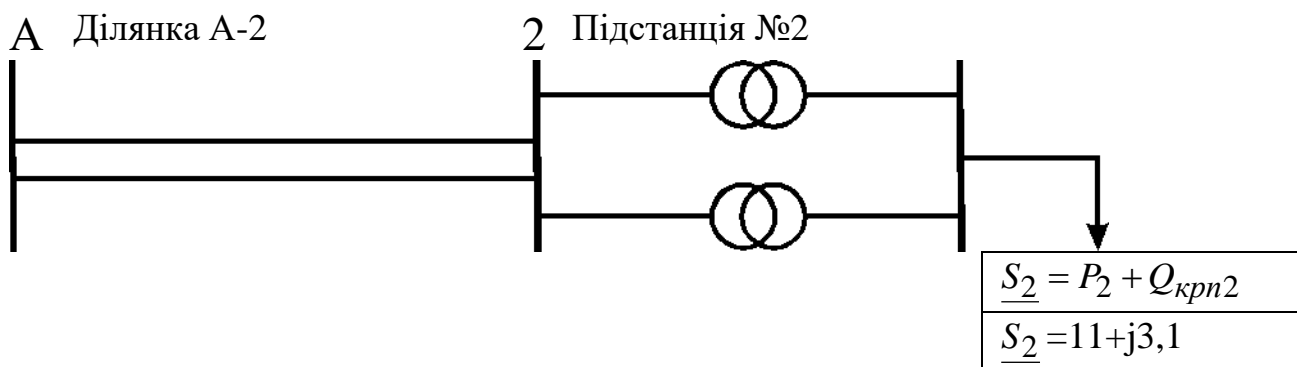 А Ділянка А-2 2 Підстанція №2
S2 = P2 + Qкрп2
S2 =11+j3,1